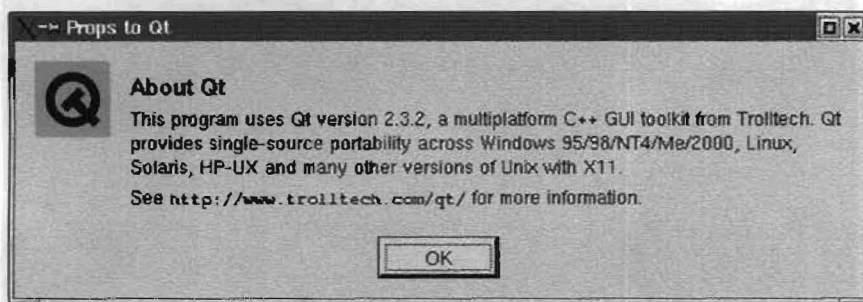 Props to Qt
About Qt
This program uses Qt version 2.3.2, a multiplatform C++ GUI toolkit from Trolltech. Qt
provides single-source portability across Windows 95/98/NT4/Me/2000, Linux,
Solaris, HP-UX and many other versions of Unix with X11.
See http://www.trolltech.com/qt/ for more information.
OK